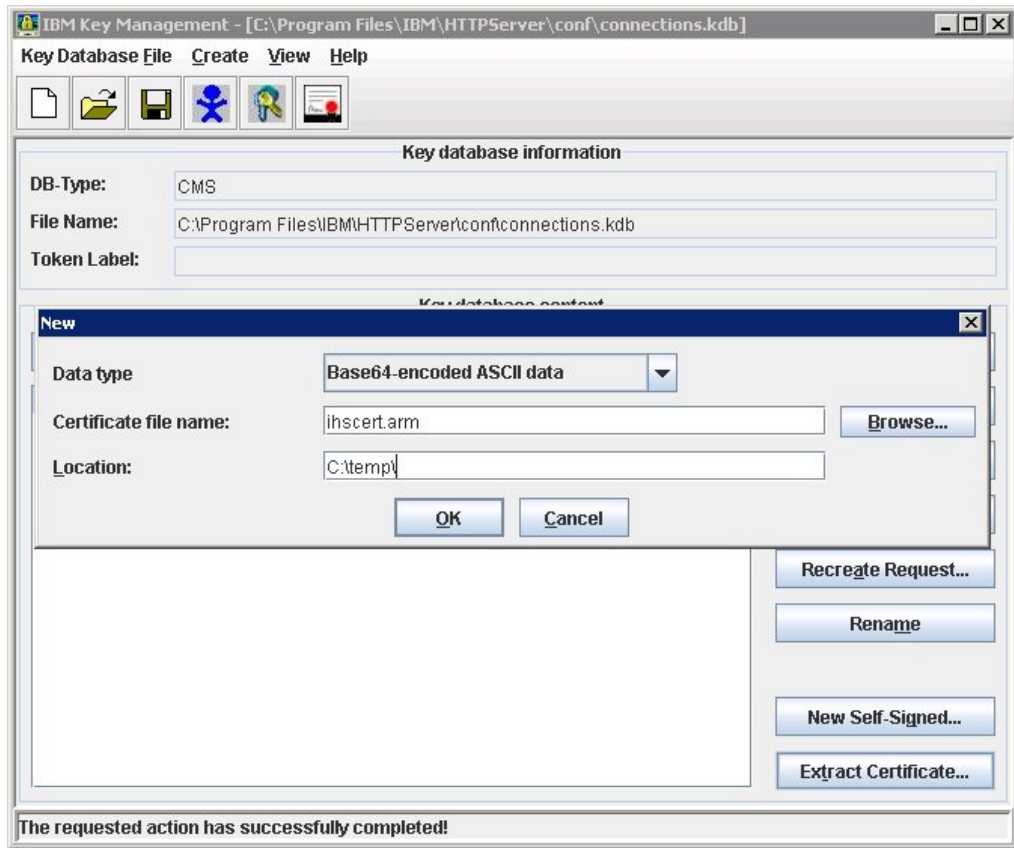 IBM Key Management - [C:\Program Files\IBM\HTTPServer\conf\connections.kdb]
Key Database File Create View Help
Key database information
DB-Type: CMS
File Name: C:\Program Files\IBM\HTTPServer\conf\connections.kdb
Token Label:
Key database content
New
Data type Base64-encoded ASCII data
Certificate file name: ihscert.arm Browse...
Location: C:\temp\
OK Cancel
Recreate Request...
Rename
New Self-Signed...
Extract Certificate...
The requested action has successfully completed!